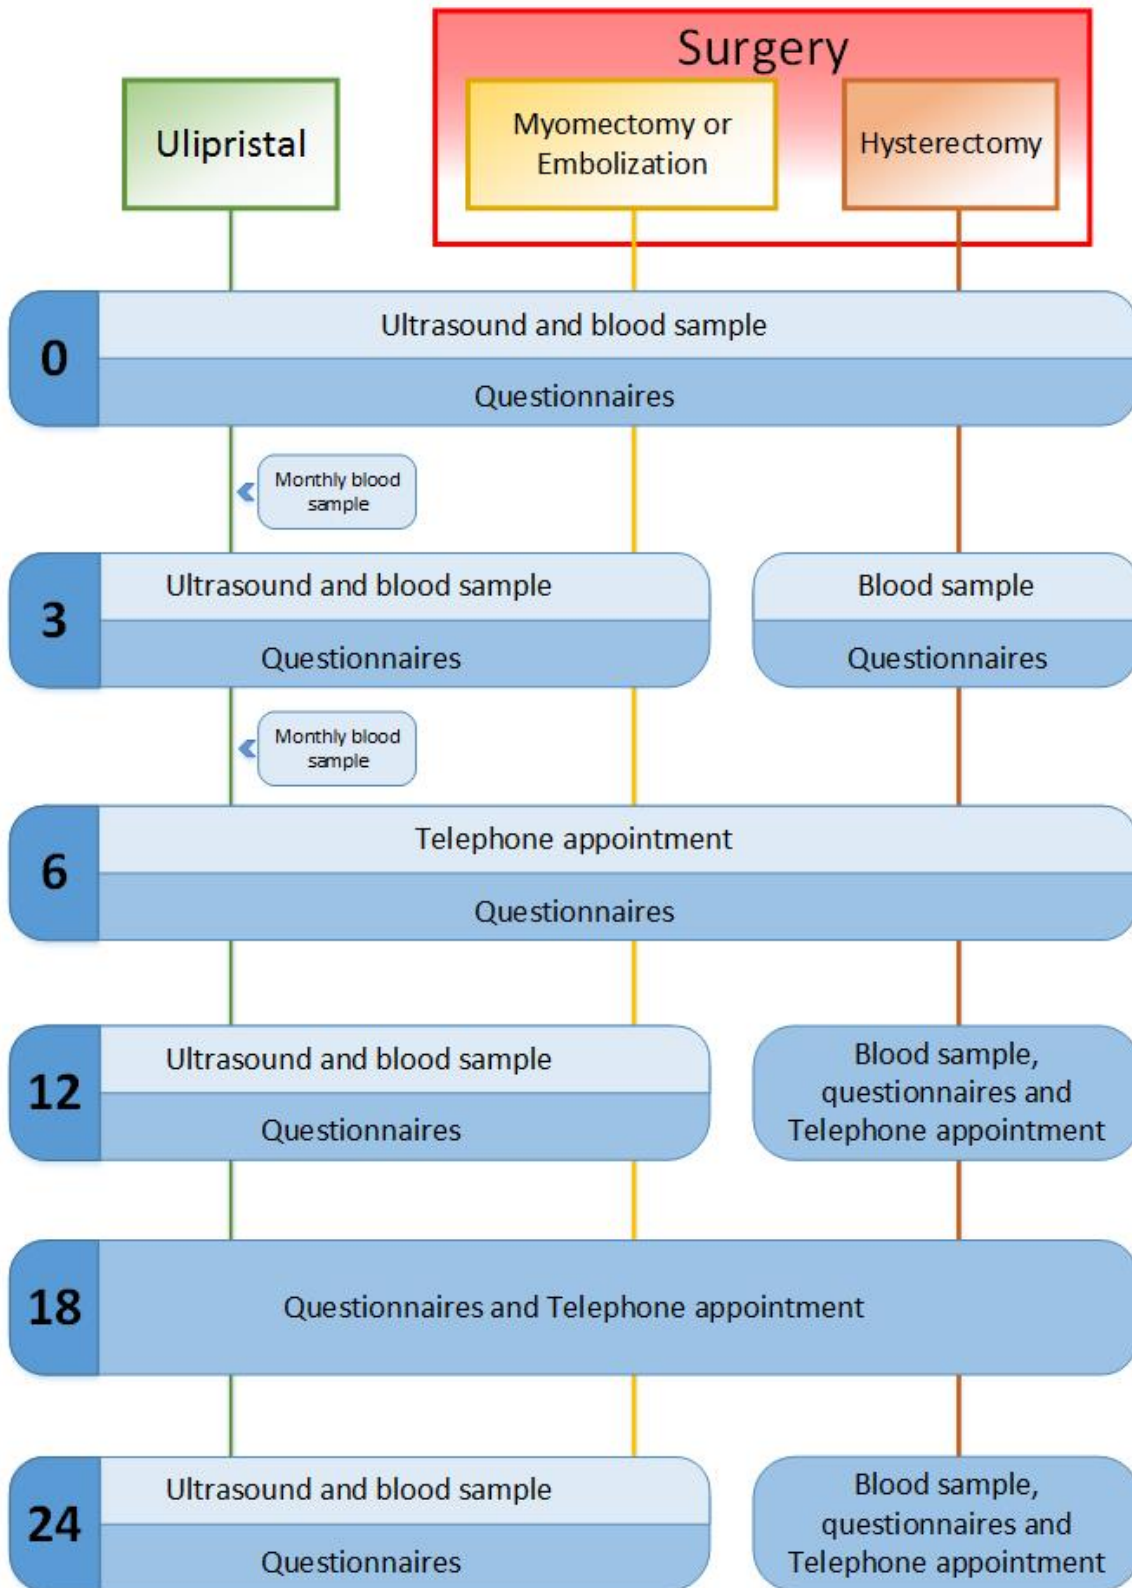 Surgery
Ulipristal
Myomectomy or
Embolization
Hysterectomy
0
Ultrasound and blood sample
Questionnaires
Monthly blood
sample
3
Ultrasound and blood sample
Questionnaires
Blood sample
Questionnaires
Monthly blood
sample
6
Telephone appointment
Questionnaires
12
Ultrasound and blood sample
Questionnaires
Blood sample,
questionnaires and
Telephone appointment
18
Questionnaires and Telephone appointment
24
Ultrasound and blood sample
Questionnaires
Blood sample,
questionnaires and
Telephone appointment